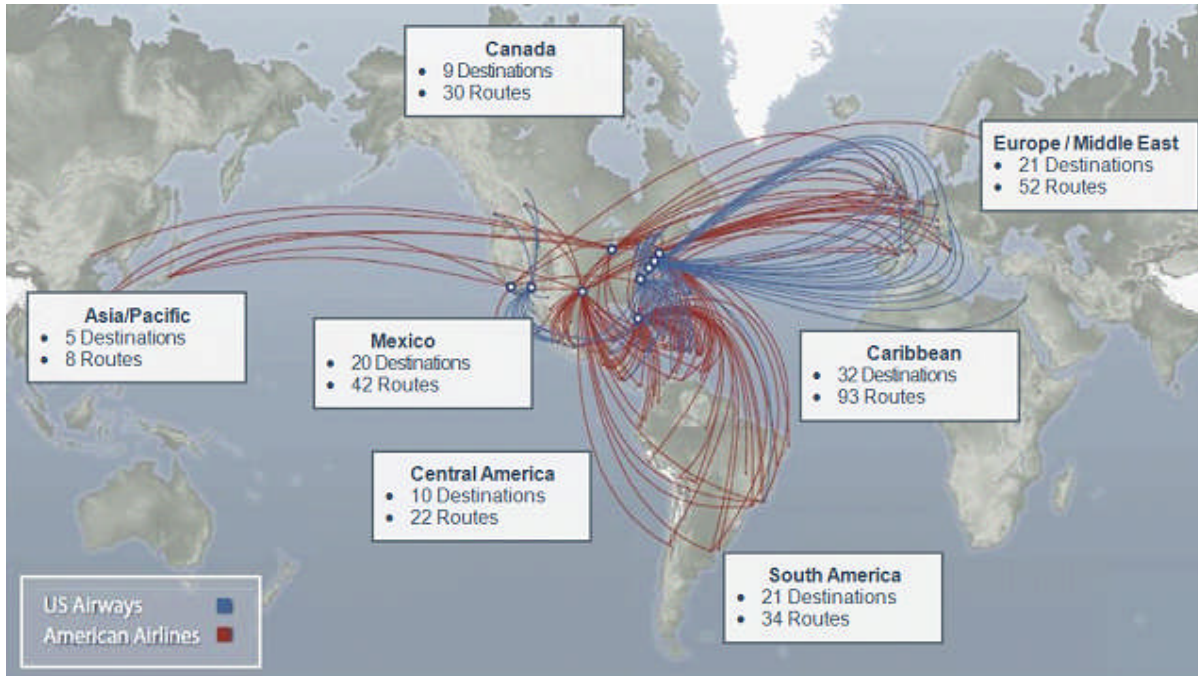 Canada
• 9 Destinations
• 30 Routes
Europe / Middle East
• 21 Destinations
• 52 Routes
Asia/Pacific
• 5 Destinations
• 8 Routes
Mexico
• 20 Destinations
• 42 Routes
Caribbean
• 32 Destinations
• 93 Routes
Central America
• 10 Destinations
• 22 Routes
South America
• 21 Destinations
• 34 Routes
US Airways
American Airlines